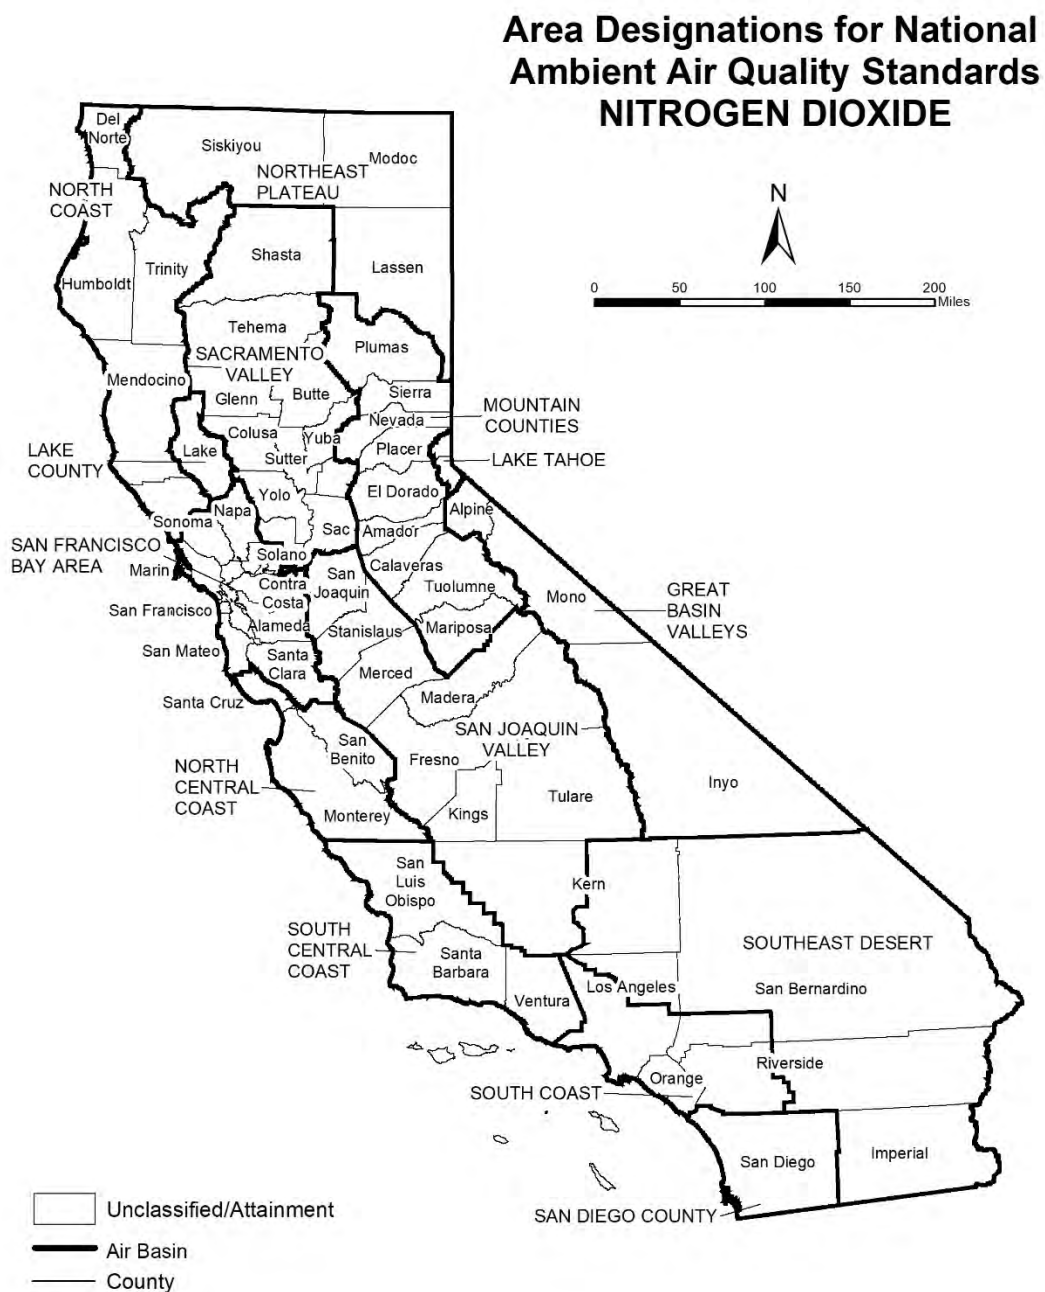 Area Designations for National
Ambient Air Quality Standards
NITROGEN DIOXIDE
Del
Norte
Siskiyou
Modoc
NORTHEAST
PLATEAU
NORTH
COAST
N
Shasta
Trinity
Lassen
Humboldt
0 50 100 150 200
Miles
Tehema
Plumas
SACRAMENTO
VALLEY
Mendocino
Glenn
Butte
Sierra
MOUNTAIN
COUNTIES
Nevada
Colusa
Yuba
LAKE
COUNTY
Lake
Sutter
Placer
LAKE TAHOE
Yolo
El Dorado
Alpine
Napa
Sonoma
Sac
Amador
SAN FRANCISCO
BAY AREA
Solano
Marin
Calaveras
San
Joaquin
Contra
Costa
Tuolumne
Mono
GREAT
BASIN
VALLEYS
San Francisco
Alameda
Stanislaus
Mariposa
San Mateo
Santa
Clara
Merced
Santa Cruz
Madera
SAN JOAQUIN
VALLEY
San
Benito
Fresno
NORTH
CENTRAL
COAST
Inyo
Tulare
Monterey
Kings
San
Luis
Obispo
Kern
SOUTH
CENTRAL
COAST
SOUTHEAST DESERT
Santa
Barbara
Los Angeles
San Bernardino
Ventura
Riverside
Orange
SOUTH COAST
San Diego
Imperial
SAN DIEGO COUNTY
Unclassified/Attainment
Air Basin
County